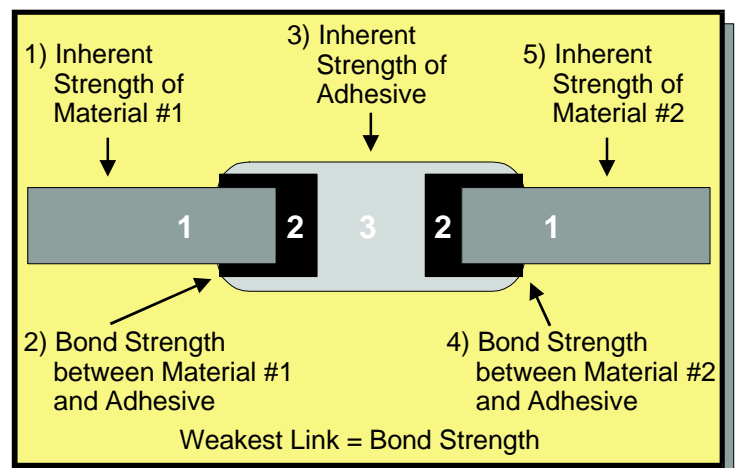 1) Inherent
Strength of
Material #1
3) Inherent
Strength of
Adhesive
5) Inherent
Strength of
Material #2
1 2 3 2 1
2) Bond Strength
between Material #1
and Adhesive
4) Bond Strength
between Material #2
and Adhesive
Weakest Link = Bond Strength